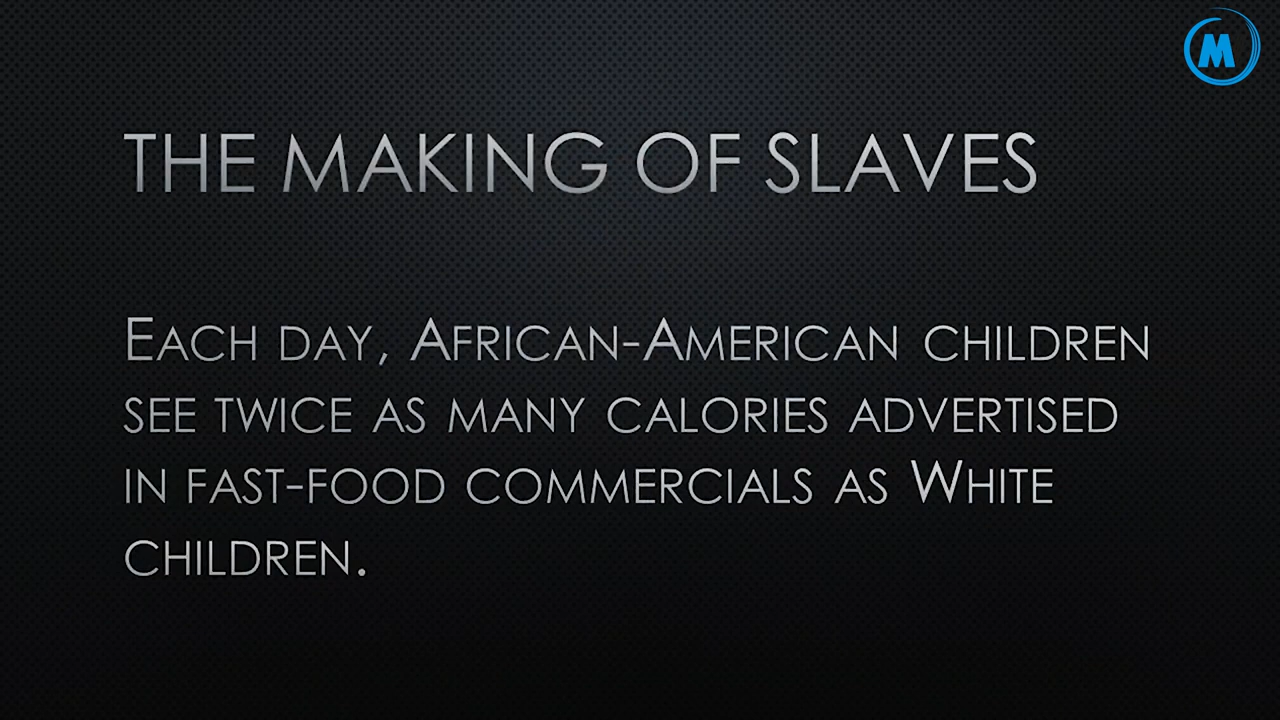 M
THE MAKING OF SLAVES
EACH DAY, AFRICAN-AMERICAN CHILDREN
SEE TWICE AS MANY CALORIES ADVERTISED
IN FAST-FOOD COMMERCIALS AS WHITE
CHILDREN.